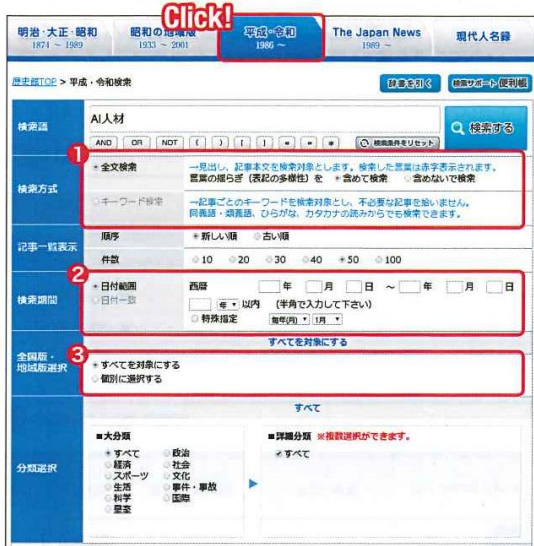 Click!
明治・大正・昭和
1874 ～ 1989
昭和の地域版
1933 ～ 2001
平成・令和
1986 ～
The Japan News
1989 ～
現代人名録
歴史館TOP > 平成・令和検索
辞書を引く
検索サポート便利帳
検索語
AI人材
AND OR NOT ( ) [ ]
検索条件をリセット
検索する
1
検索方式
全文検索
→見出し、記事本文を検索対象とします。検索した言葉は赤字表示されます。
言葉の揺らぎ（表記の多様性）を 含めて検索 含めないで検索
キーワード検索
→記事ごとのキーワードを検索対象とし、不必要な記事を拾いません。
同義語・類義語、ひらがな、カタカナの読みからでも検索できます。
記事一覧表示
順序 新しい順 古い順
件数 10 20 30 40 50 100
2
検索期間
日付範囲
日付一致
西暦 年 月 日 ～ 年 月 日
年 以内 （半角で入力して下さい）
特殊指定 毎年(月) 1月
すべてを対象にする
3
全国版・
地域版選択
すべてを対象にする
個別に選択する
すべて
分類選択
■大分類
すべて 政治
経済 社会
スポーツ 文化
生活 事件・事故
科学 国際
皇室
■詳細分類 ※複数選択ができます。
すべて